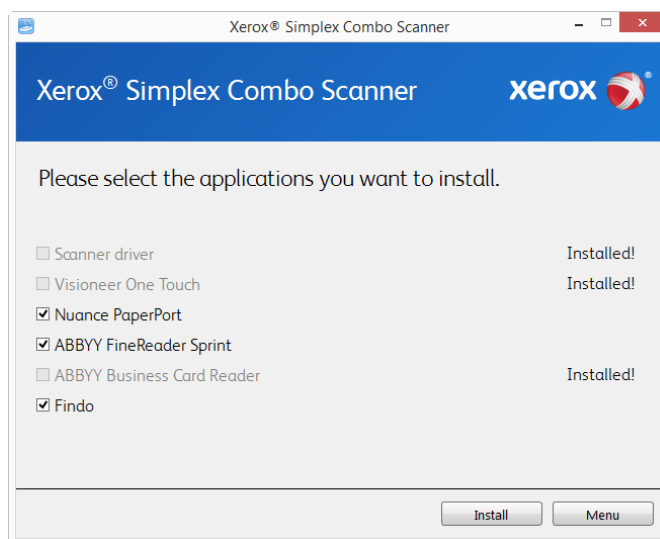 Xerox® Simplex Combo Scanner
Xerox® Simplex Combo Scanner
xerox ®
Please select the applications you want to install.
Scanner driver Installed!
Visioneer One Touch Installed!
Nuance PaperPort
ABBYY FineReader Sprint
ABBYY Business Card Reader Installed!
Findo
Install Menu